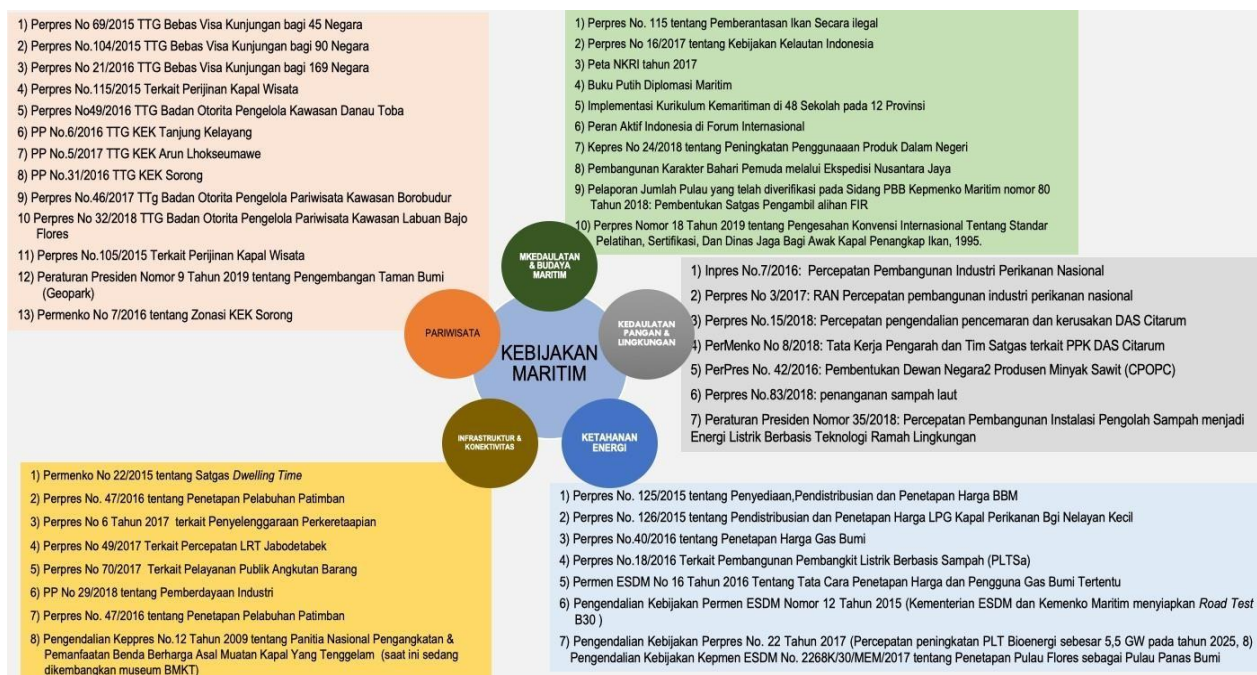 1) Perpres No 69/2015 TTG Bebas Visa Kunjungan bagi 45 Negara
2) Perpres No.104/2015 TTG Bebas Visa Kunjungan bagi 90 Negara
3) Perpres No 21/2016 TTG Bebas Visa Kunjungan bagi 169 Negara
4) Perpres No.115/2015 Terkait Perijinan Kapal Wisata
5) Perpres No49/2016 TTG Badan Otorita Pengelola Kawasan Danau Toba
6) PP No.6/2016 TTG KEK Tanjung Kelayang
7) PP No.5/2017 TTG KEK Arun Lhokseumawe
8) PP No.31/2016 TTG KEK Sorong
9) Perpres No.46/2017 TTg Badan Otorita Pengelola Pariwisata Kawasan Borobudur
10 Perpres No 32/2018 TTG Badan Otorita Pengelola Pariwisata Kawasan Labuan Bajo
Flores
11) Perpres No.105/2015 Terkait Perijinan Kapal Wisata
12) Peraturan Presiden Nomor 9 Tahun 2019 tentang Pengembangan Taman Bumi
(Geopark)
13) Permenko No 7/2016 tentang Zonasi KEK Sorong
1) Perpres No. 115 tentang Pemberantasan Ikan Secara ilegal
2) Perpres No 16/2017 tentang Kebijakan Kelautan Indonesia
3) Peta NKRI tahun 2017
4) Buku Putih Diplomasi Maritim
5) Implementasi Kurikulum Kemaritiman di 48 Sekolah pada 12 Provinsi
6) Peran Aktif Indonesia di Forum Internasional
7) Kepres No 24/2018 tentang Peningkatan Penggunaaan Produk Dalam Negeri
8) Pembangunan Karakter Bahari Pemuda melalui Ekspedisi Nusantara Jaya
9) Pelaporan Jumlah Pulau yang telah diverifikasi pada Sidang PBB Kepmenko Maritim nomor 80
Tahun 2018: Pembentukan Satgas Pengambil alihan FIR
10) Perpres Nomor 18 Tahun 2019 tentang Pengesahan Konvensi Internasional Tentang Standar
Pelatihan, Sertifikasi, Dan Dinas Jaga Bagi Awak Kapal Penangkap Ikan, 1995.
MKEDAULATAN
& BUDAYA
MARITIM
PARIWISATA
KEDAULATAN
PANGAN &
LINGKUNGAN
KEBIJAKAN
MARITIM
INFRASTRUKTUR &
KONEKTIVITAS
KETAHANAN
ENERGI
1) Inpres No.7/2016: Percepatan Pembangunan Industri Perikanan Nasional
2) Perpres No 3/2017: RAN Percepatan pembangunan industri perikanan nasional
3) Perpres No.15/2018: Percepatan pengendalian pencemaran dan kerusakan DAS Citarum
4) PerMenko No 8/2018: Tata Kerja Pengarah dan Tim Satgas terkait PPK DAS Citarum
5) PerPres No. 42/2016: Pembentukan Dewan Negara2 Produsen Minyak Sawit (CPOPC)
6) Perpres No.83/2018: penanganan sampah laut
7) Peraturan Presiden Nomor 35/2018: Percepatan Pembangunan Instalasi Pengolah Sampah menjadi
Energi Listrik Berbasis Teknologi Ramah Lingkungan
1) Permenko No 22/2015 tentang Satgas Dwelling Time
2) Perpres No. 47/2016 tentang Penetapan Pelabuhan Patimban
3) Perpres No 6 Tahun 2017 terkait Penyelenggaraan Perkeretaapian
4) Perpres No 49/2017 Terkait Percepatan LRT Jabodetabek
5) Perpres No 70/2017 Terkait Pelayanan Publik Angkutan Barang
6) PP No 29/2018 tentang Pemberdayaan Industri
7) Perpres No. 47/2016 tentang Penetapan Pelabuhan Patimban
8) Pengendalian Keppres No.12 Tahun 2009 tentang Panitia Nasional Pengangkatan &
Pemanfaatan Benda Berharga Asal Muatan Kapal Yang Tenggelam (saat ini sedang
dikembangkan museum BMKT)
1) Perpres No. 125/2015 tentang Penyediaan,Pendistribusian dan Penetapan Harga BBM
2) Perpres No. 126/2015 tentang Pendistribusian dan Penetapan Harga LPG Kapal Perikanan Bgi Nelayan Kecil
3) Perpres No.40/2016 tentang Penetapan Harga Gas Bumi
4) Perpres No.18/2016 Terkait Pembangunan Pembangkit Listrik Berbasis Sampah (PLTSa)
5) Permen ESDM No 16 Tahun 2016 Tentang Tata Cara Penetapan Harga dan Pengguna Gas Bumi Tertentu
6) Pengendalian Kebijakan Permen ESDM Nomor 12 Tahun 2015 (Kementerian ESDM dan Kemenko Maritim menyiapkan Road Test
B30 )
7) Pengendalian Kebijakan Perpres No. 22 Tahun 2017 (Percepatan peningkatan PLT Bioenergi sebesar 5,5 GW pada tahun 2025, 8)
Pengendalian Kebijakan Kepmen ESDM No. 2268K/30/MEM/2017 tentang Penetapan Pulau Flores sebagai Pulau Panas Bumi